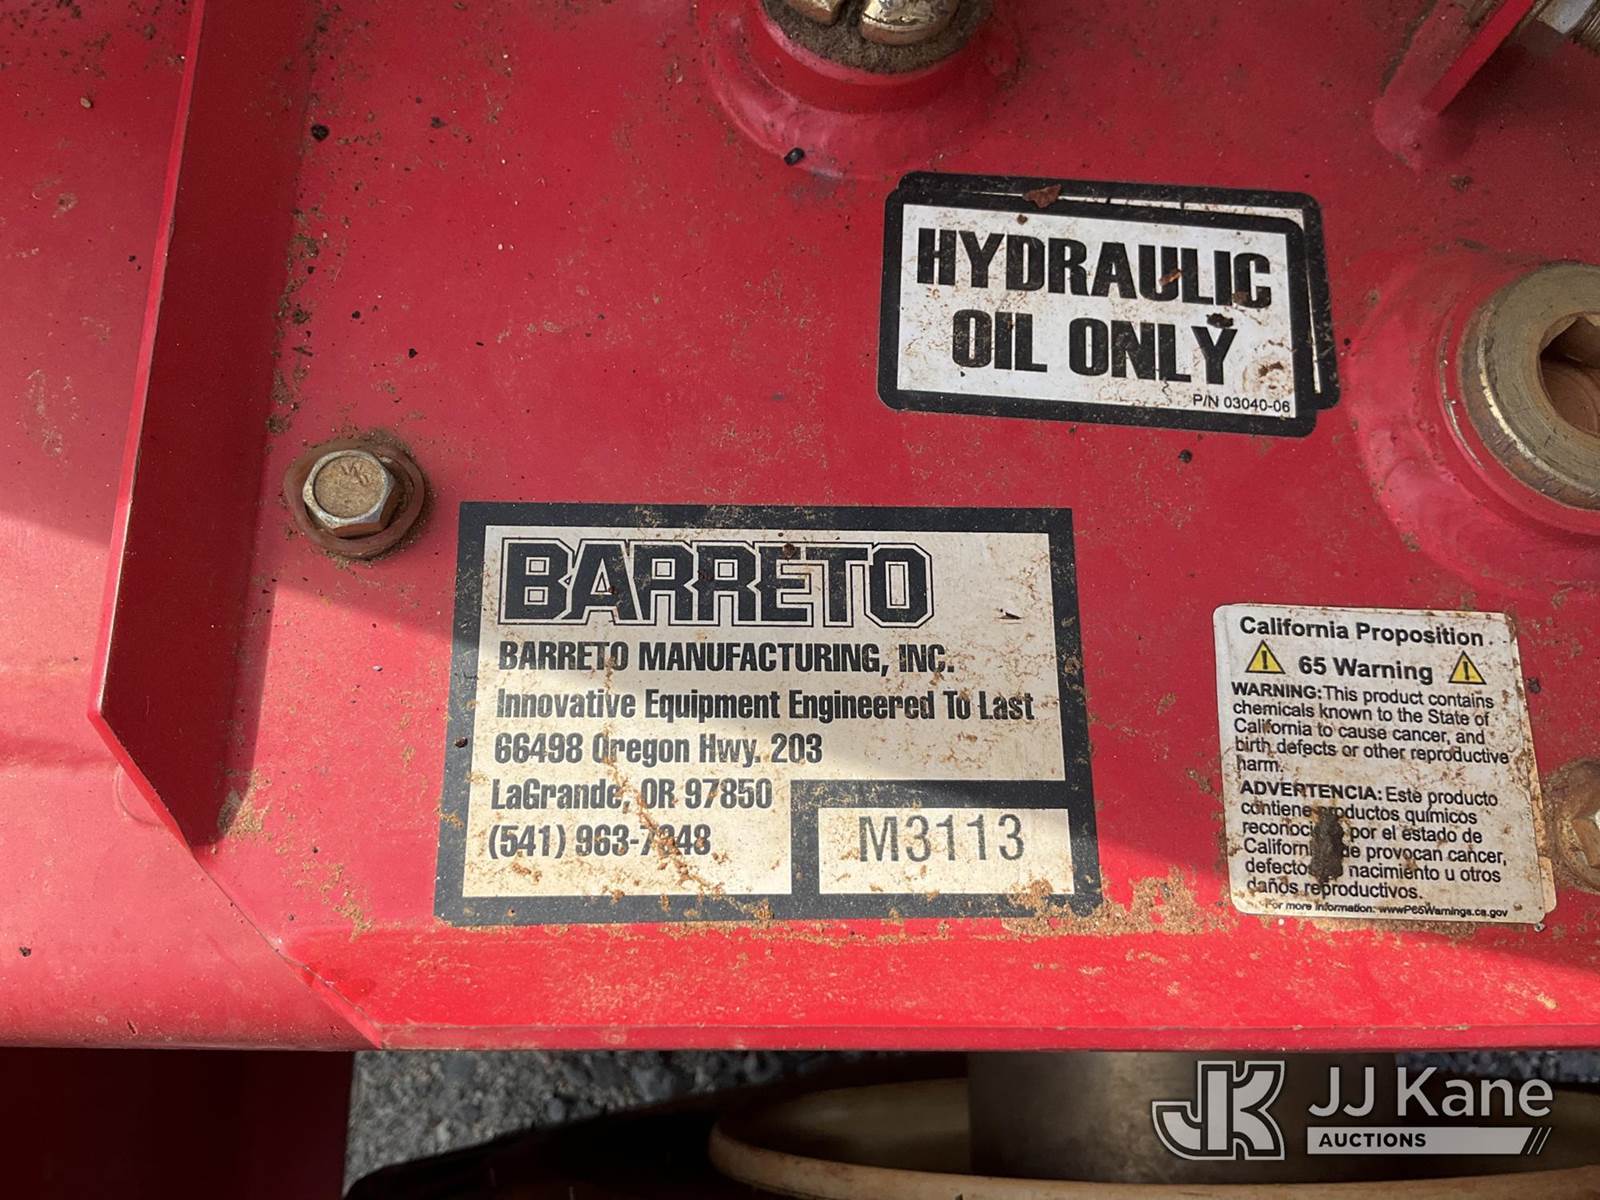 HYDRAULIC
OIL ONLY
P/N 03040-06
BARRETO
BARRETO MANUFACTURING, INC.
Innovative Equipment Engineered To Last
66498 Oregon Hwy. 203
LaGrande, OR 97850
(541) 963-7348
M3113
California Proposition
65 Warning
WARNING: This product contains
chemicals known to the State of
California to cause cancer, and
birth defects or other reproductive
harm.
ADVERTENCIA: Este producto
contiene productos químicos
por el estado de
de provocan cancer,
nacimiento u otros
daños reproductivos.
For more information: www.P65Warnings.ca.gov
JK
JJ Kane
AUCTIONS